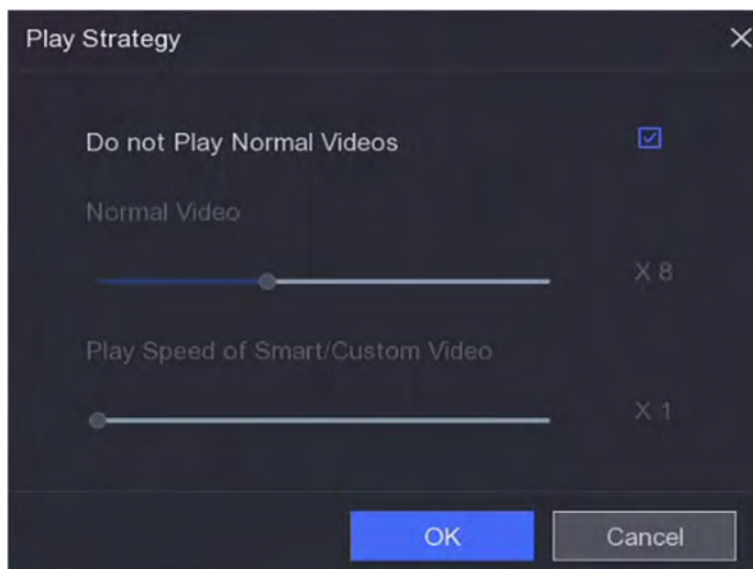 Play Strategy
Do not Play Normal Videos
Normal Video
X 8
Play Speed of Smart/Custom Video
X 1
OK
Cancel